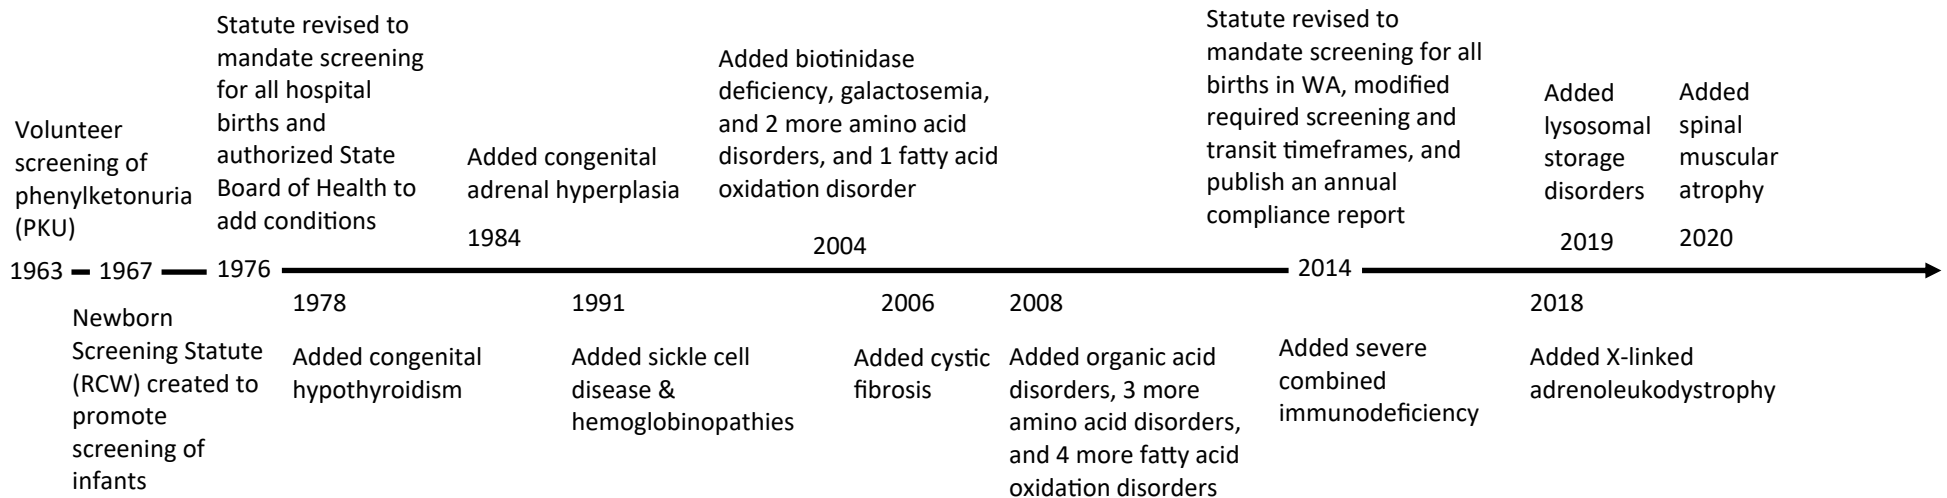 Volunteer
screening of
phenylketonuria
(PKU)
1963
1967
Newborn
Screening Statute
(RCW) created to
promote
screening of
infants
Statute revised to
mandate screening
for all hospital
births and
authorized State
Board of Health to
add conditions
1976
1978
Added congenital
hypothyroidism
Added congenital
adrenal hyperplasia
1984
1991
Added sickle cell
disease &
hemoglobinopathies
Added biotinidase
deficiency, galactosemia,
and 2 more amino acid
disorders, and 1 fatty acid
oxidation disorder
2004
2006
Added cystic
fibrosis
2008
Added organic acid
disorders, 3 more
amino acid disorders,
and 4 more fatty acid
oxidation disorders
Statute revised to
mandate screening for all
births in WA, modified
required screening and
transit timeframes, and
publish an annual
compliance report
2014
Added severe
combined
immunodeficiency
2018
Added X-linked
adrenoleukodystrophy
Added
lysosomal
storage
disorders
2019
Added
spinal
muscular
atrophy
2020